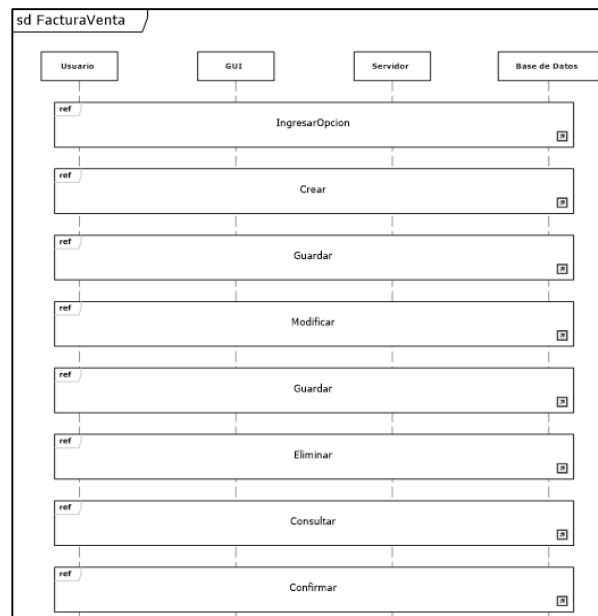 sd FacturaVenta
Usuario GUI Servidor Base de Datos
ref
IngresarOpcion
ref
Crear
ref
Guardar
ref
Modificar
ref
Guardar
ref
Eliminar
ref
Consultar
ref
Confirmar